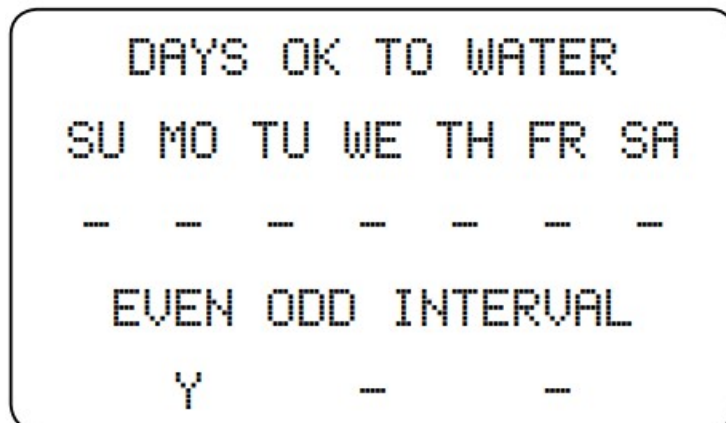 DAYS OK TO WATER
SU MO TU WE TH FR SA
- - - - - - -
EVEN ODD INTERVAL
Y - -